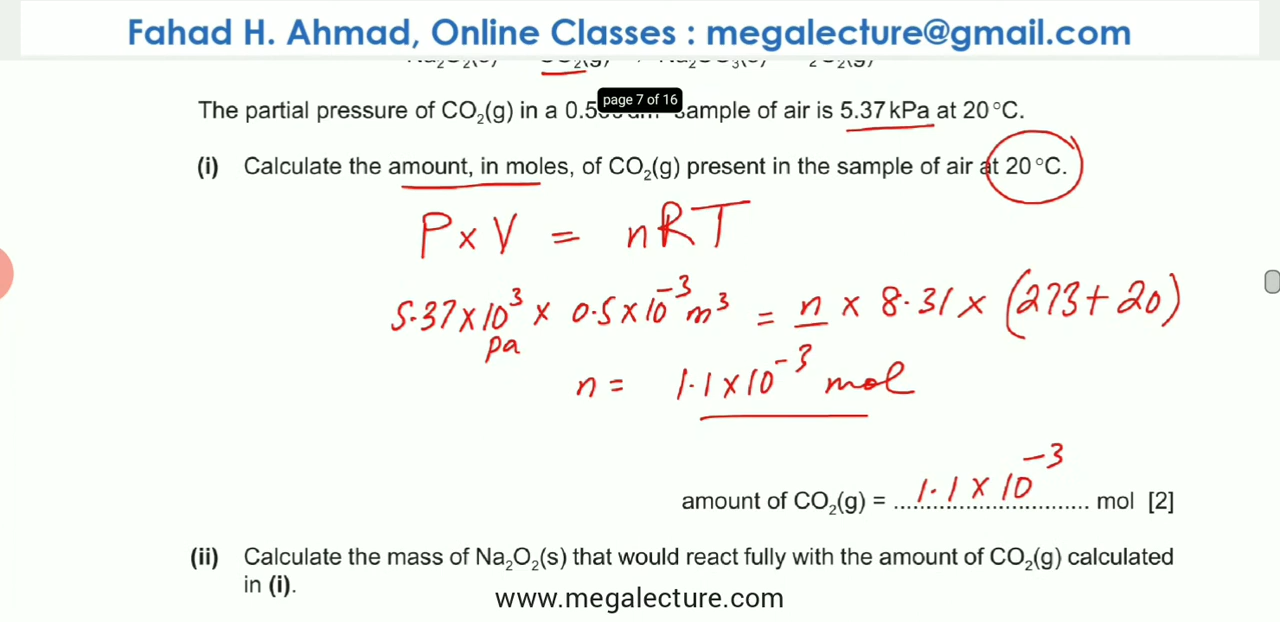 Fahad H. Ahmad, Online Classes : megalecture@gmail.com
page 7 of 16
The partial pressure of CO₂(g) in a 0.5 sample of air is 5.37 kPa at 20 °C.
(i) Calculate the amount, in moles, of CO₂(g) present in the sample of air at 20 °C.
P x V = nRT
5.37 x 10³ x 0.5 x 10⁻³ m³ = n x 8.31 x (273 + 20)
pa
n = 1.1 x 10⁻³ mol
amount of CO₂(g) = 1.1 x 10⁻³ mol [2]
(ii) Calculate the mass of Na₂O₂(s) that would react fully with the amount of CO₂(g) calculated
in (i).
www.megalecture.com